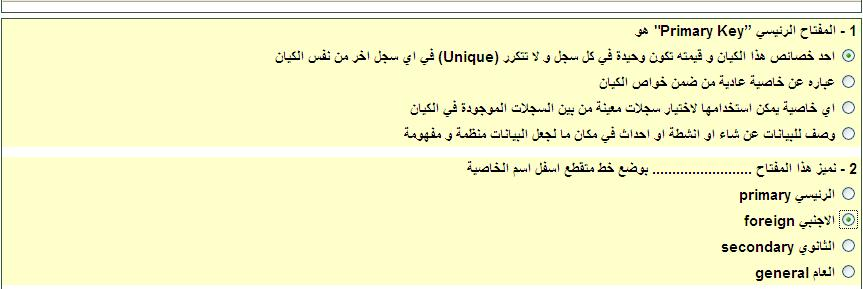 1 - المفتاح الرئيسي "Primary Key" هو
احد خصائص هذا الكيان و قيمته تكون وحيدة في كل سجل و لا تتكرر (Unique) في اي سجل اخر من نفس الكيان
عباره عن خاصية عادية من ضمن خواص الكيان
اي خاصية يمكن استخدامها لاختيار سجلات معينة من بين السجلات الموجودة في الكيان
وصف للبيانات عن شاء او انشطة او احداث في مكان ما لجعل البيانات منظمة و مفهومة
2 - نميز هذا المفتاح ......................... بوضع خط متقطع اسفل اسم الخاصية
الرئيسي primary
الاجنبي foreign
الثانوي secondary
العام general